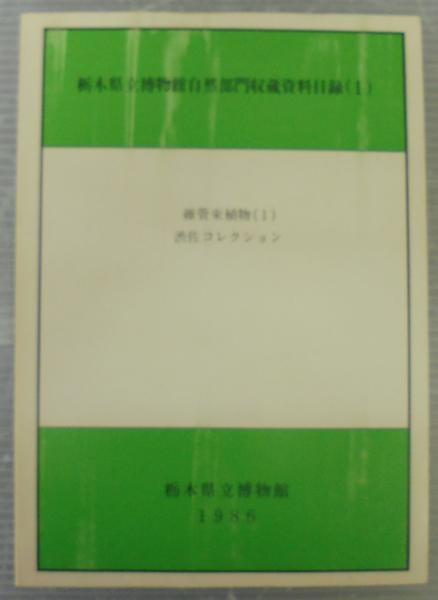 栃木県立博物館自然部門収蔵資料目録(1)
維管束植物(1)
渋佐コレクション
栃木県立博物館
1986